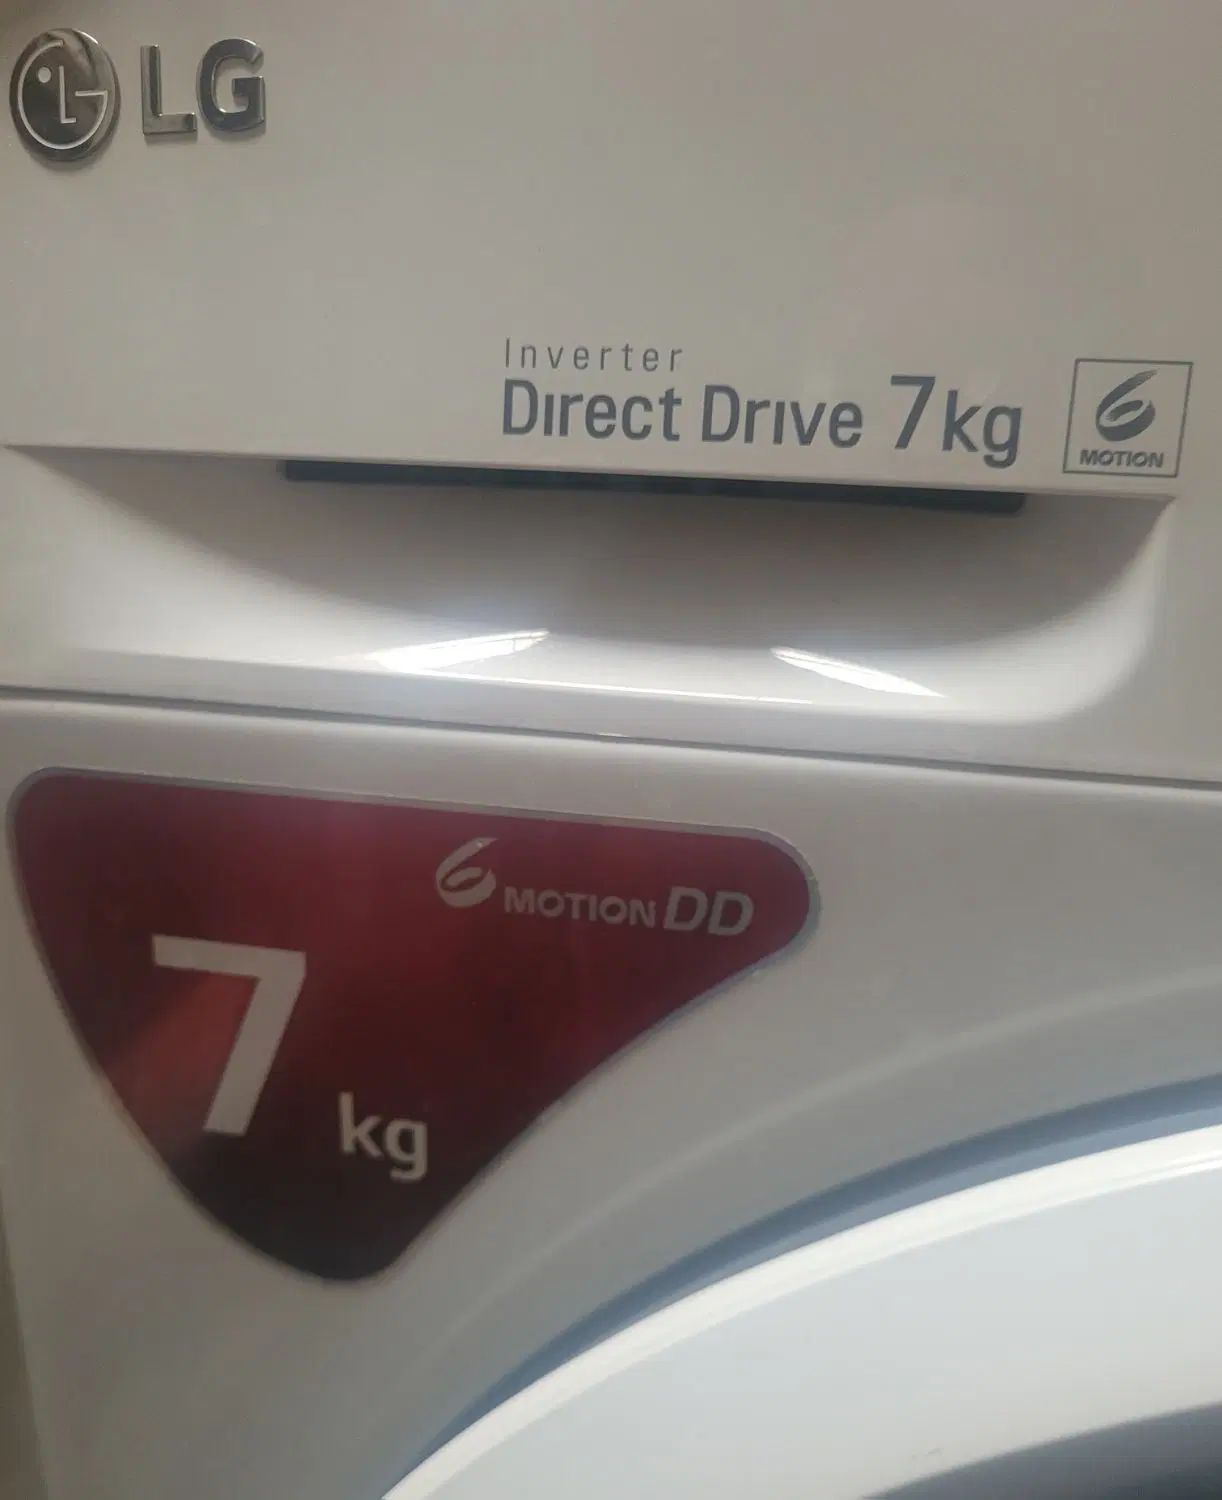 LG
Inverter
Direct Drive 7kg
6
MOTION
6 MOTION DD
7 kg